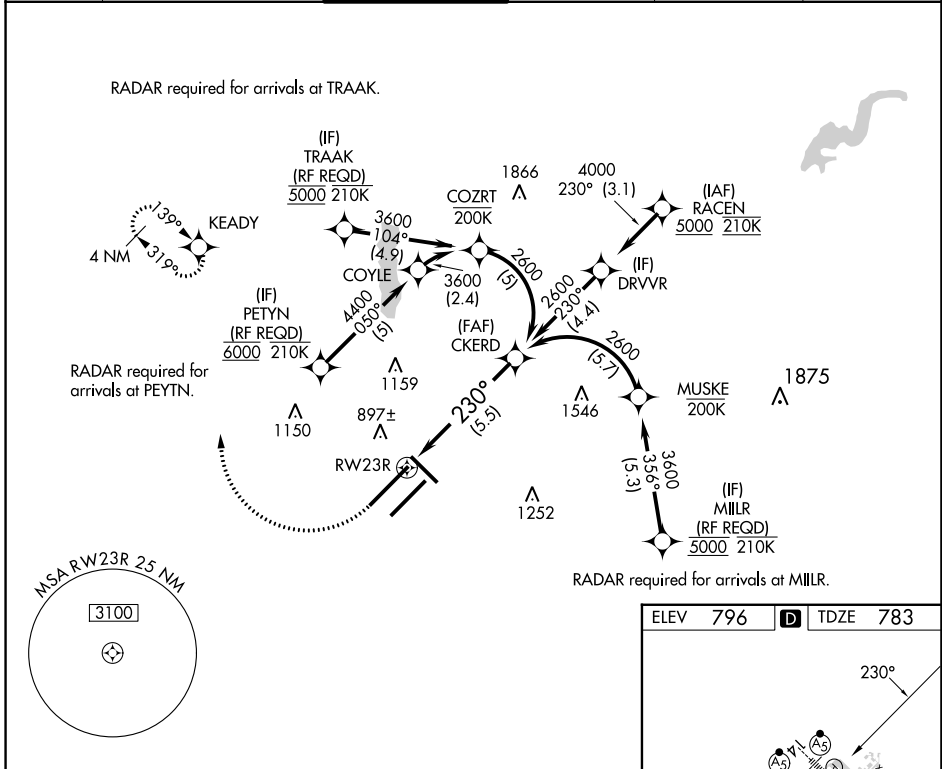 RADAR required for arrivals at TRAAK.
(IF)
TRAAK
(RF REQD)
5000 210K
COZRT
200K
1866
4000
230° (3.1)
(IAF)
RACEN
5000 210K
139°
319°
4 NM
KEADY
3600
104°
(4.9)
COYLE
3600
(2.4)
2600
(5)
(IF)
DRVVR
2600
230°
(4.4)
(IF)
PETYN
(RF REQD)
6000 210K
4400
050°
(5)
(FAF)
CKERD
2600
(5.7)
RADAR required for
arrivals at PEYTN.
1159
1150
897±
230°
(5.5)
1546
MUSKE
200K
1875
RW23R
1252
3600
356°
(5.3)
(IF)
MIILR
(RF REQD)
5000 210K
RADAR required for arrivals at MIILR.
MSA RW23R 25 NM
3100
ELEV 796 D TDZE 783
230°
A5
A5